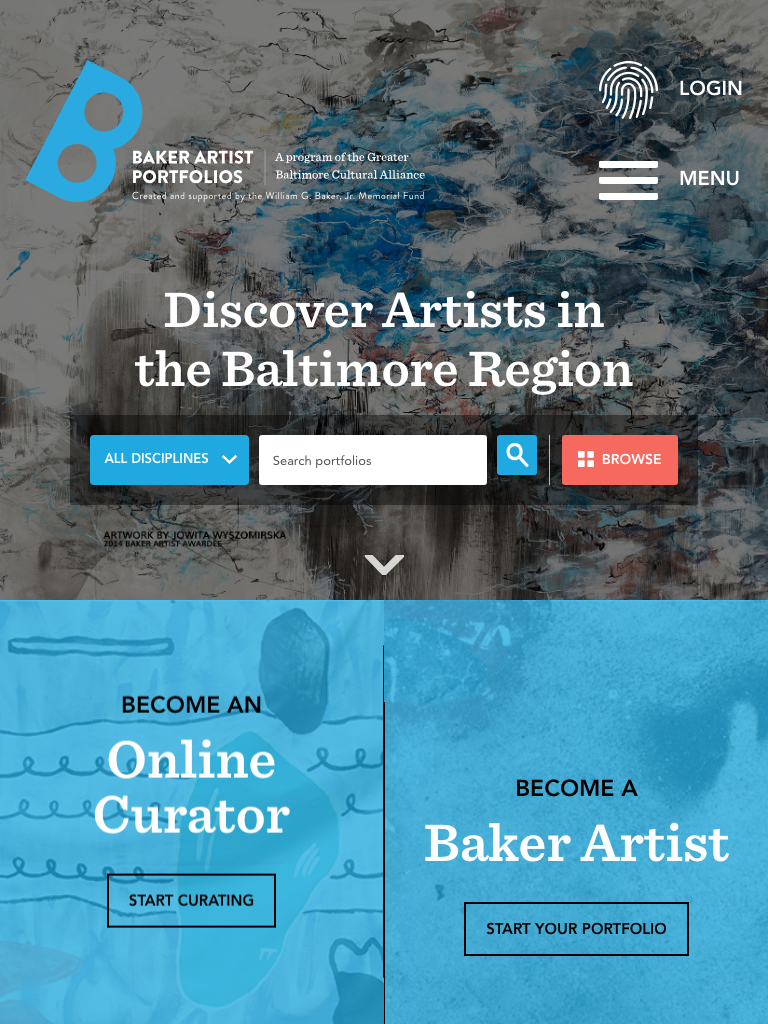 LOGIN
BAKER ARTIST
PORTFOLIOS
A program of the Greater
Baltimore Cultural Alliance
Created and supported by the William G. Baker, Jr. Memorial Fund
MENU
Discover Artists in
the Baltimore Region
ALL DISCIPLINES
Search portfolios
BROWSE
ARTWORK BY JOWITA WYSZOMIRSKA
2014 BAKER ARTIST AWARDEE
BECOME AN
Online
Curator
START CURATING
BECOME A
Baker Artist
START YOUR PORTFOLIO